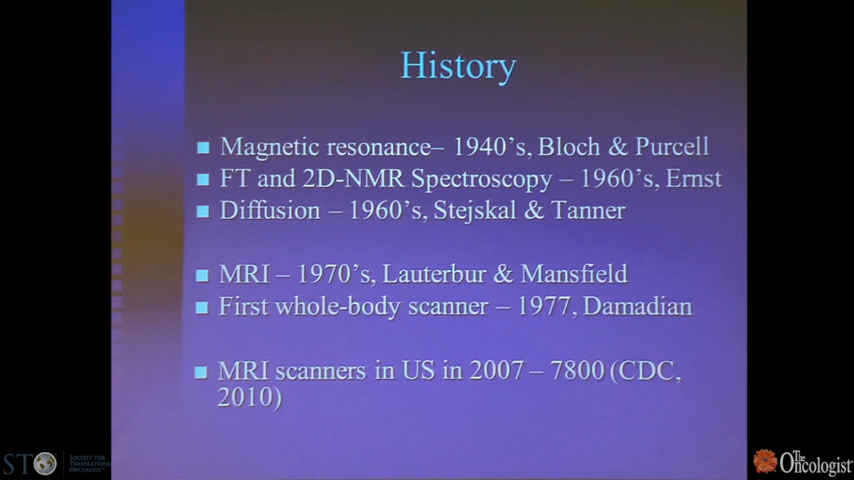 History
Magnetic resonance– 1940's, Bloch & Purcell
FT and 2D-NMR Spectroscopy – 1960's, Ernst
Diffusion – 1960's, Stejskal & Tanner
MRI – 1970's, Lauterbur & Mansfield
First whole-body scanner – 1977, Damadian
MRI scanners in US in 2007 – 7800 (CDC,
2010)
STO
SOCIETY FOR
TRANSLATIONAL
ONCOLOGY
The
Oncologist